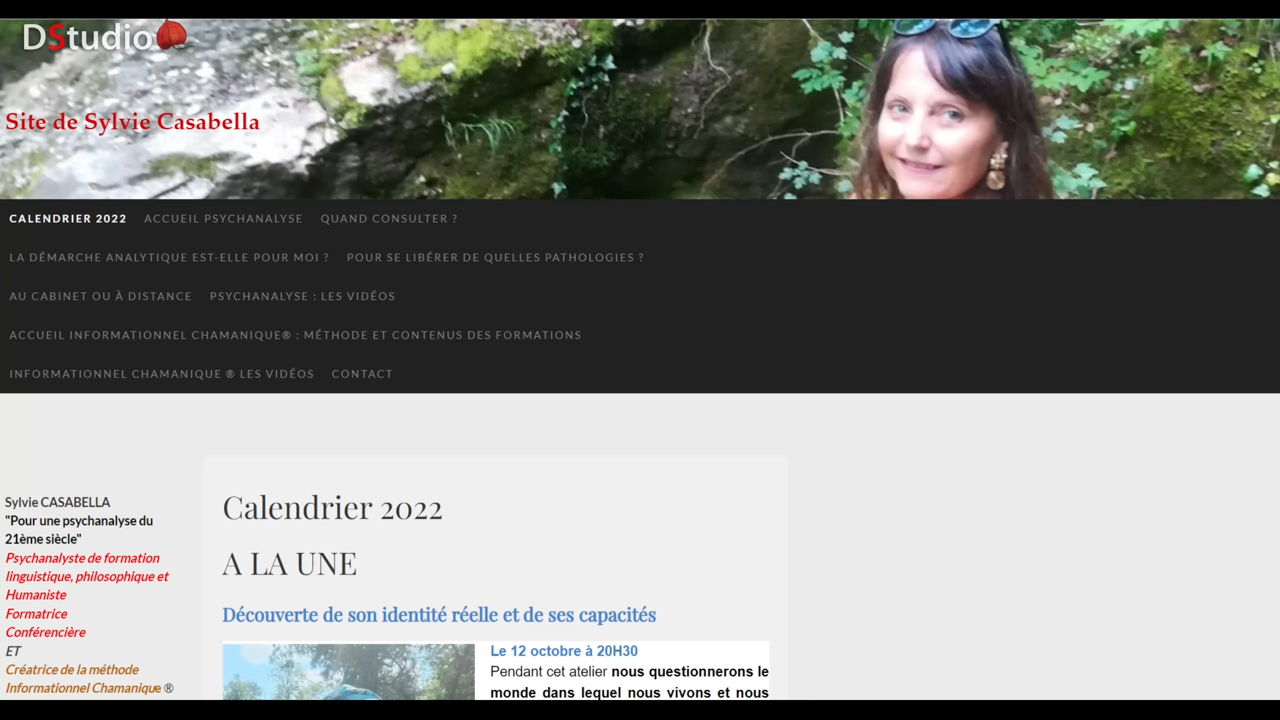 DStudio
Site de Sylvie Casabella
CALENDRIER 2022 ACCUEIL PSYCHANALYSE QUAND CONSULTER ?
LA DÉMARCHE ANALYTIQUE EST-ELLE POUR MOI ? POUR SE LIBÉRER DE QUELLES PATHOLOGIES ?
AU CABINET OU À DISTANCE PSYCHANALYSE : LES VIDÉOS
ACCUEIL INFORMATIONNEL CHAMANIQUE® : MÉTHODE ET CONTENUS DES FORMATIONS
INFORMATIONNEL CHAMANIQUE ® LES VIDÉOS CONTACT
Sylvie CASABELLA
"Pour une psychanalyse du
21ème siècle"
Psychanalyste de formation
linguistique, philosophique et
Humaniste
Formatrice
Conférencière
ET
Créatrice de la méthode
Informationnel Chamanique ®
Calendrier 2022
A LA UNE
Découverte de son identité réelle et de ses capacités
Le 12 octobre à 20H30
Pendant cet atelier nous questionnerons le
monde dans lequel nous vivons et nous